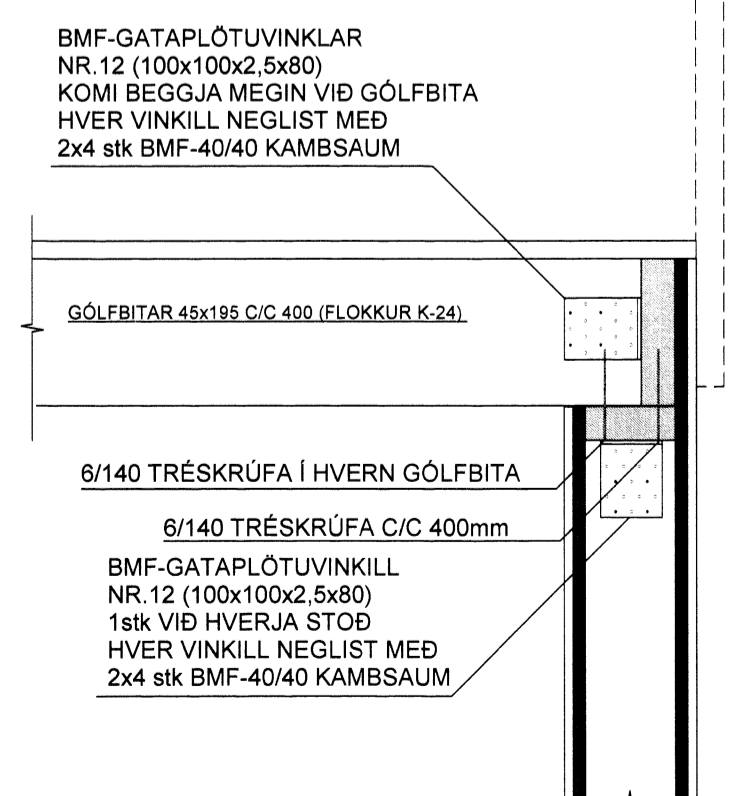 BMF-GATAPLÖTUVINKLAR
NR.12 (100x100x2,5x80)
KOMI BEGGJA MEGIN VIÐ GÓLFBITA
HVER VINKILL NEGLIST MEÐ
2x4 stk BMF-40/40 KAMBSAUM
GÓLFBITAR 45x195 C/C 400 (FLOKKUR K-24)
6/140 TRÉSKRÚFA Í HVERN GÓLFBITA
6/140 TRÉSKRÚFA C/C 400mm
BMF-GATAPLÖTUVINKILL
NR.12 (100x100x2,5x80)
1stk VIÐ HVERJA STOÐ
HVER VINKILL NEGLIST MEÐ
2x4 stk BMF-40/40 KAMBSAUM